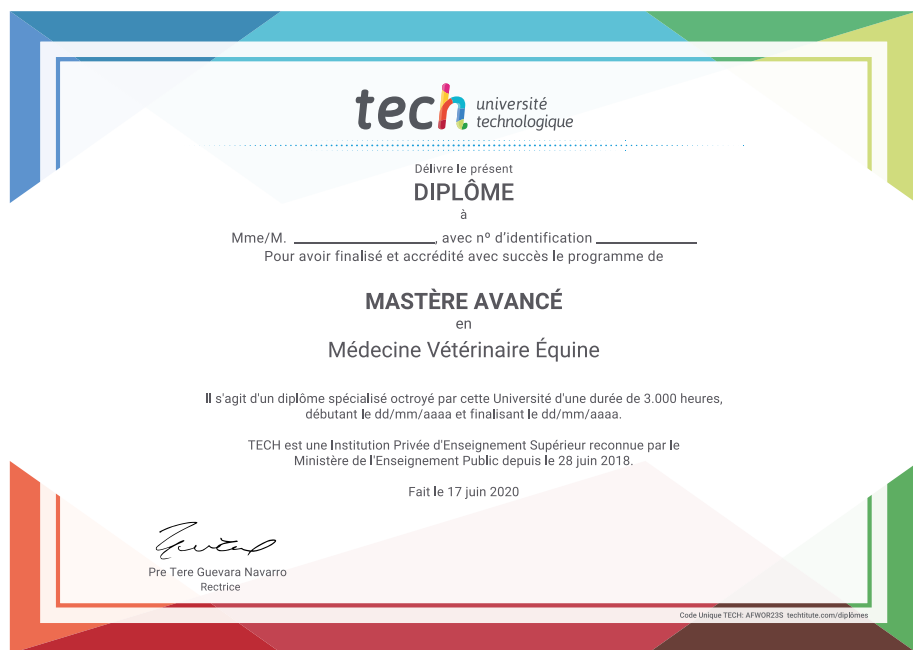 tech université
technologique
Délivre le présent
DIPLÔME
à
Mme/M. ______________, avec nº d'identification __________
Pour avoir finalisé et accrédité avec succès le programme de
MASTÈRE AVANCÉ
en
Médecine Vétérinaire Équine
Il s'agit d'un diplôme spécialisé octroyé par cette Université d'une durée de 3.000 heures,
débutant le dd/mm/aaaa et finalisant le dd/mm/aaaa.
TECH est une Institution Privée d'Enseignement Supérieur reconnue par le
Ministère de l'Enseignement Public depuis le 28 juin 2018.
Fait le 17 juin 2020
Pre Tere Guevara Navarro
Rectrice
Code Unique TECH: AFWOR23S techtitute.com/diplômes